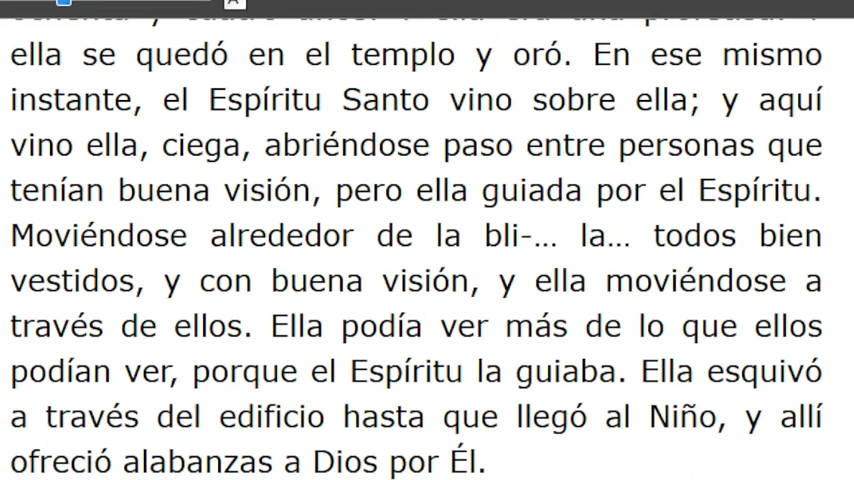 ella se quedó en el templo y oró. En ese mismo
instante, el Espíritu Santo vino sobre ella; y aquí
vino ella, ciega, abriéndose paso entre personas que
tenían buena visión, pero ella guiada por el Espíritu.
Moviéndose alrededor de la bli-... la... todos bien
vestidos, y con buena visión, y ella moviéndose a
través de ellos. Ella podía ver más de lo que ellos
podían ver, porque el Espíritu la guiaba. Ella esquivó
a través del edificio hasta que llegó al Niño, y allí
ofreció alabanzas a Dios por Él.